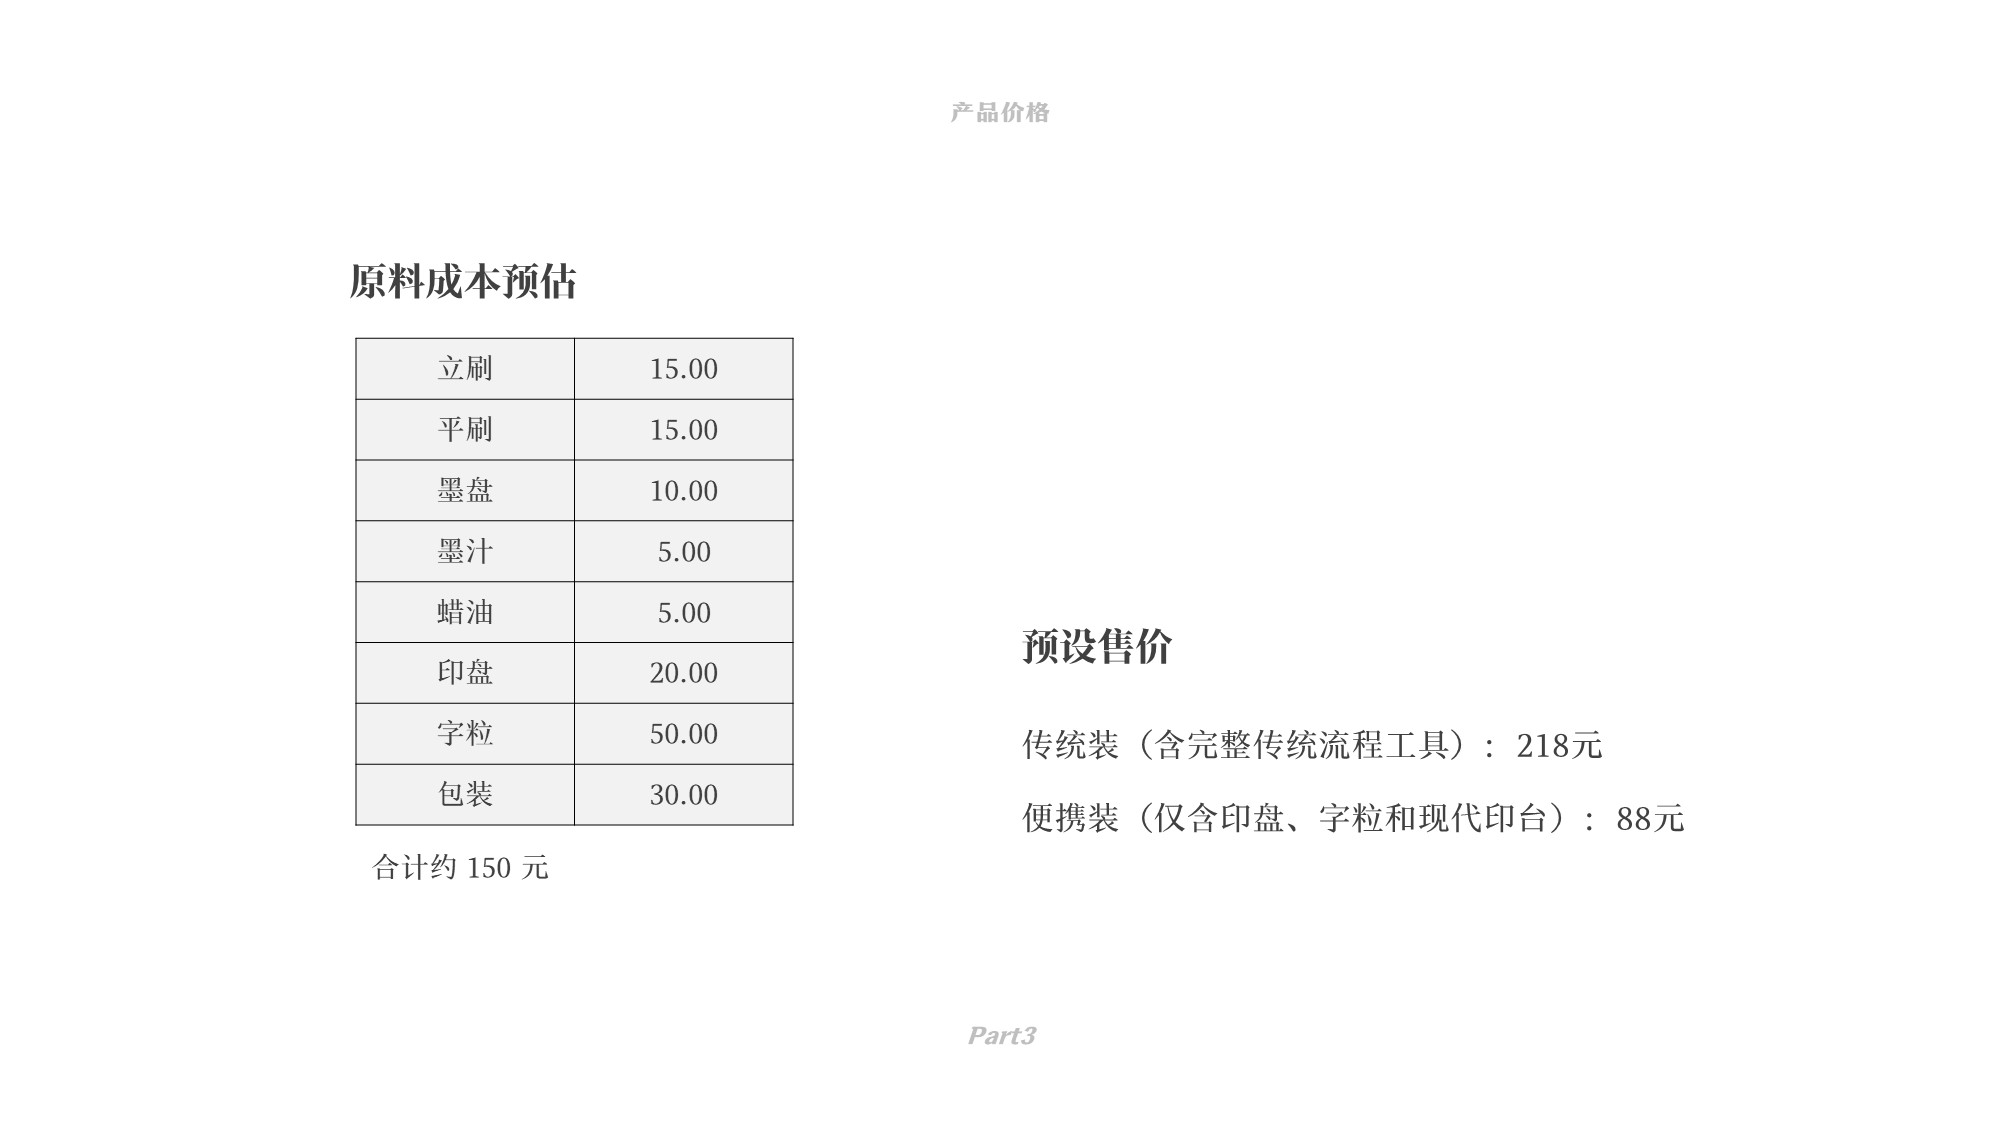 产品价格
原料成本预估
立刷 15.00
平刷 15.00
墨盘 10.00
墨汁 5.00
蜡油 5.00
印盘 20.00
字粒 50.00
包装 30.00
合计约 150 元
预设售价
传统装（含完整传统流程工具）：218元
便携装（仅含印盘、字粒和现代印台）：88元
Part3